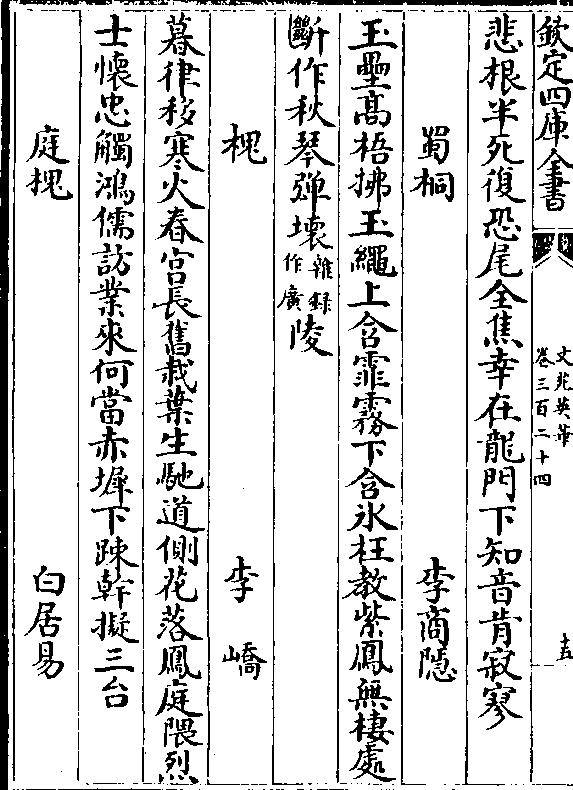 欽定四庫全書
文苑英華
卷三百二十四
十五
悲根半死復恐尾全焦幸在龍門下知音肯寂寥
蜀桐 李商隱
玉壘高梧拂玉繩上含霏霧下含氷枉教紫鳳無棲處
斷作秋琴彈壞雜録作廣陵
槐 李嶠
暮律移寒火春宫長舊栽葉生馳道側花落鳳庭隈烈
士懷忠觸鴻儒訪業來何當赤墀下疎幹擬三台
庭槐 白居易